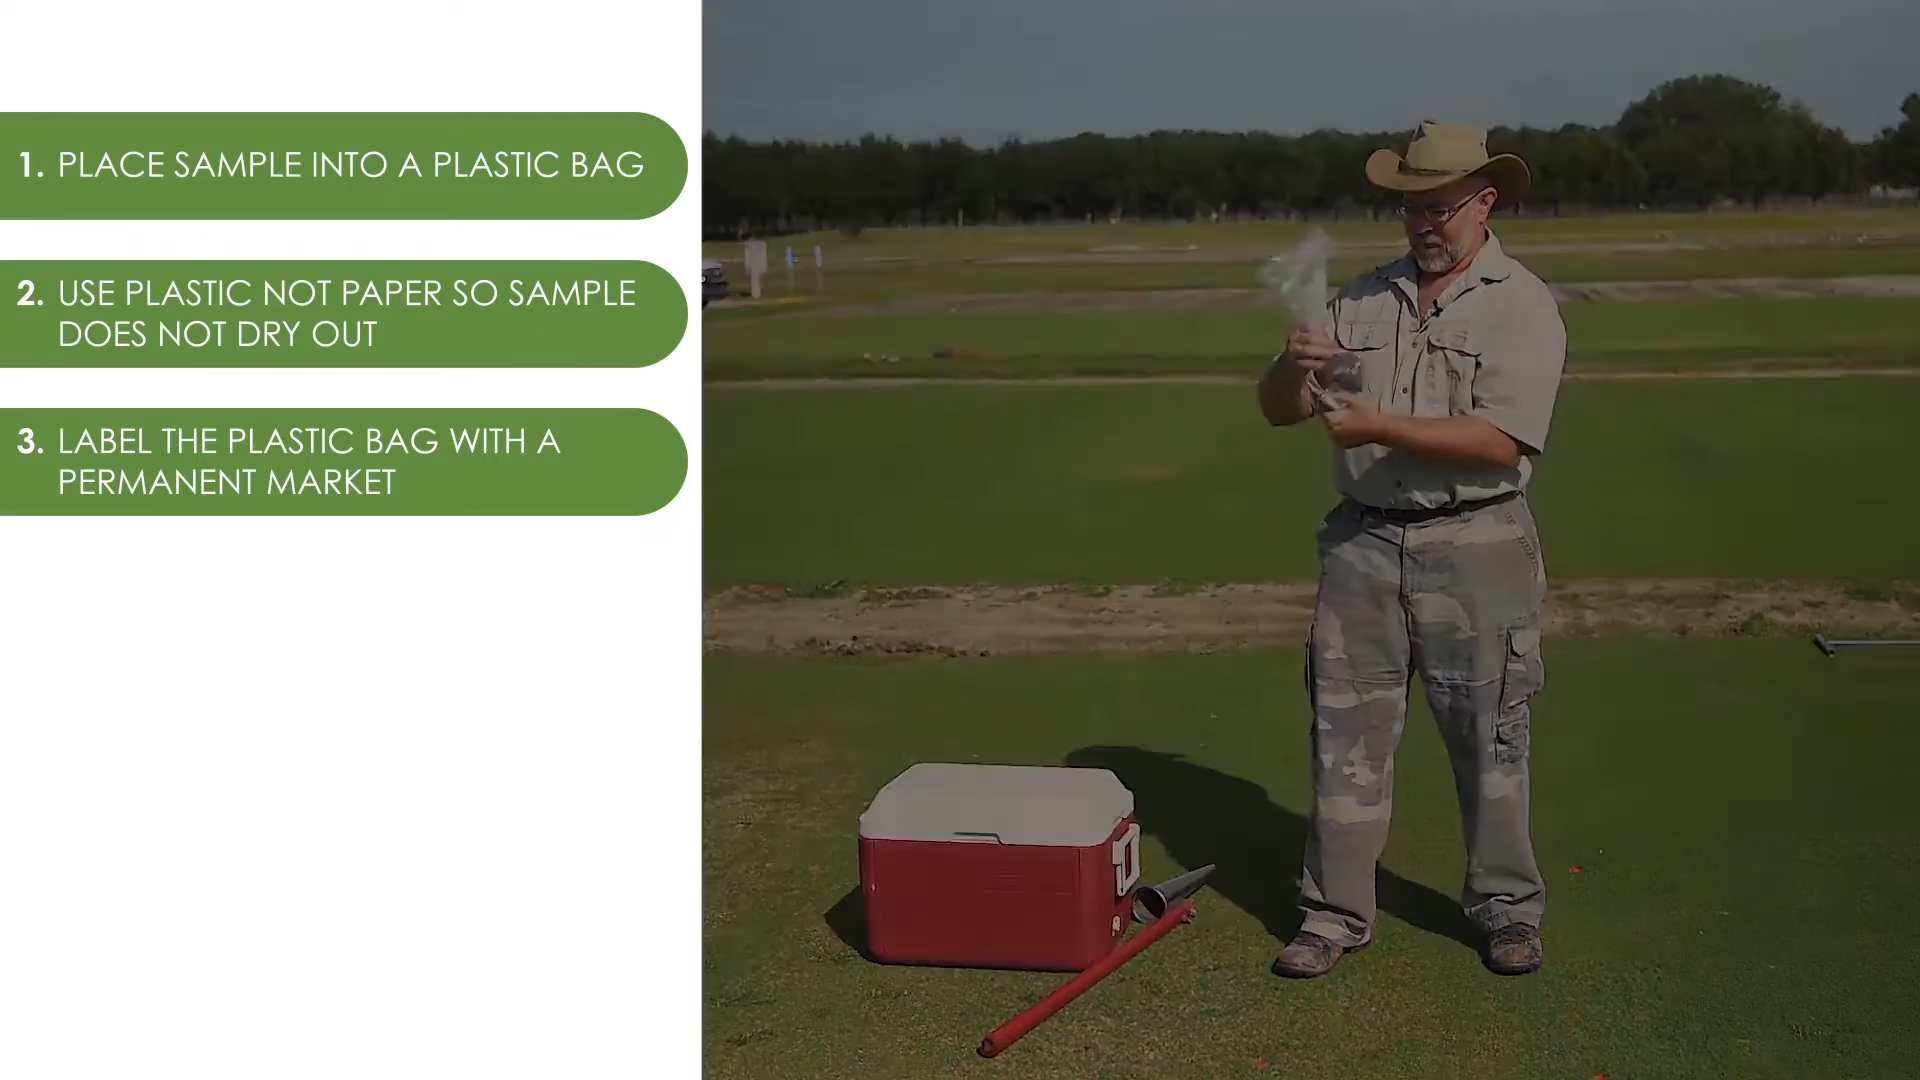 1. PLACE SAMPLE INTO A PLASTIC BAG
2. USE PLASTIC NOT PAPER SO SAMPLE
DOES NOT DRY OUT
3. LABEL THE PLASTIC BAG WITH A
PERMANENT MARKET